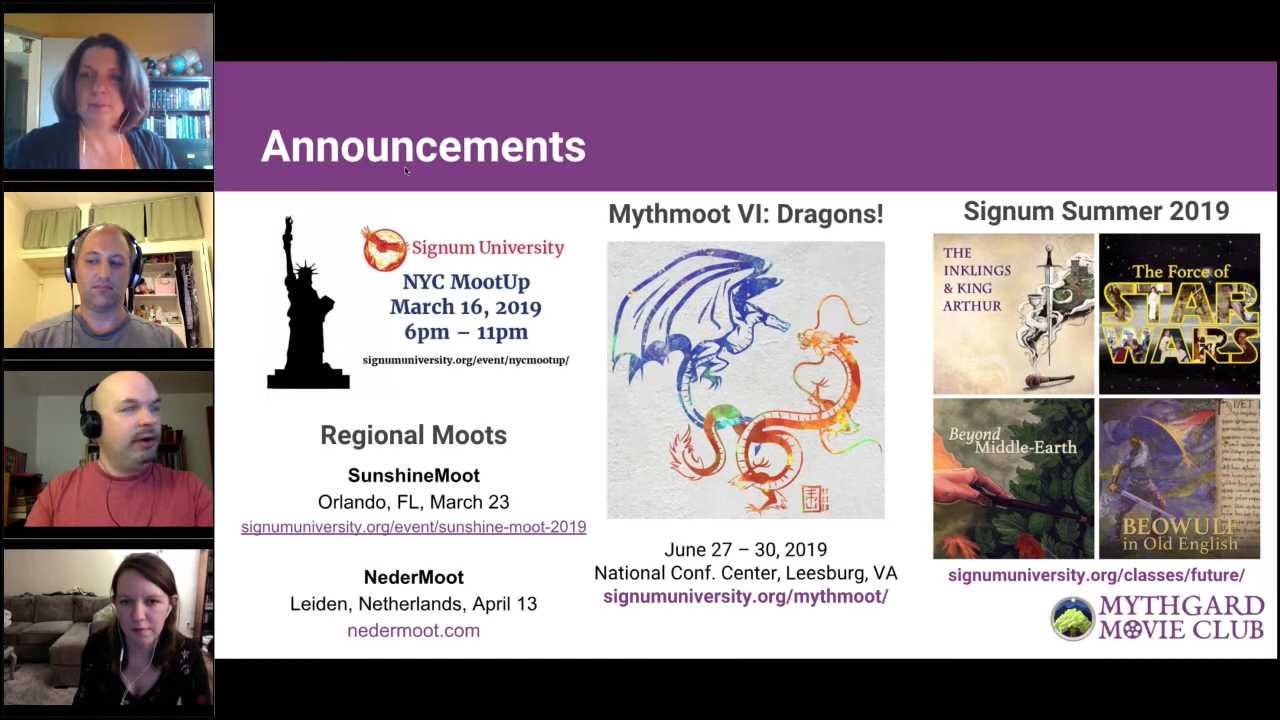 Announcements
Signum University
NYC MootUp
March 16, 2019
6pm – 11pm
signumuniversity.org/event/nycmootup/
Regional Moots
SunshineMoot
Orlando, FL, March 23
signumuniversity.org/event/sunshine-moot-2019
NederMoot
Leiden, Netherlands, April 13
nedermoot.com
Mythmoot VI: Dragons!
June 27 – 30, 2019
National Conf. Center, Leesburg, VA
signumuniversity.org/mythmoot/
Signum Summer 2019
THE
INKLINGS
& KING
ARTHUR
The Force of
STAR
WARS
Beyond
Middle-Earth
BEOWULF
in Old English
signumuniversity.org/classes/future/
MYTHGARD
MOVIE CLUB